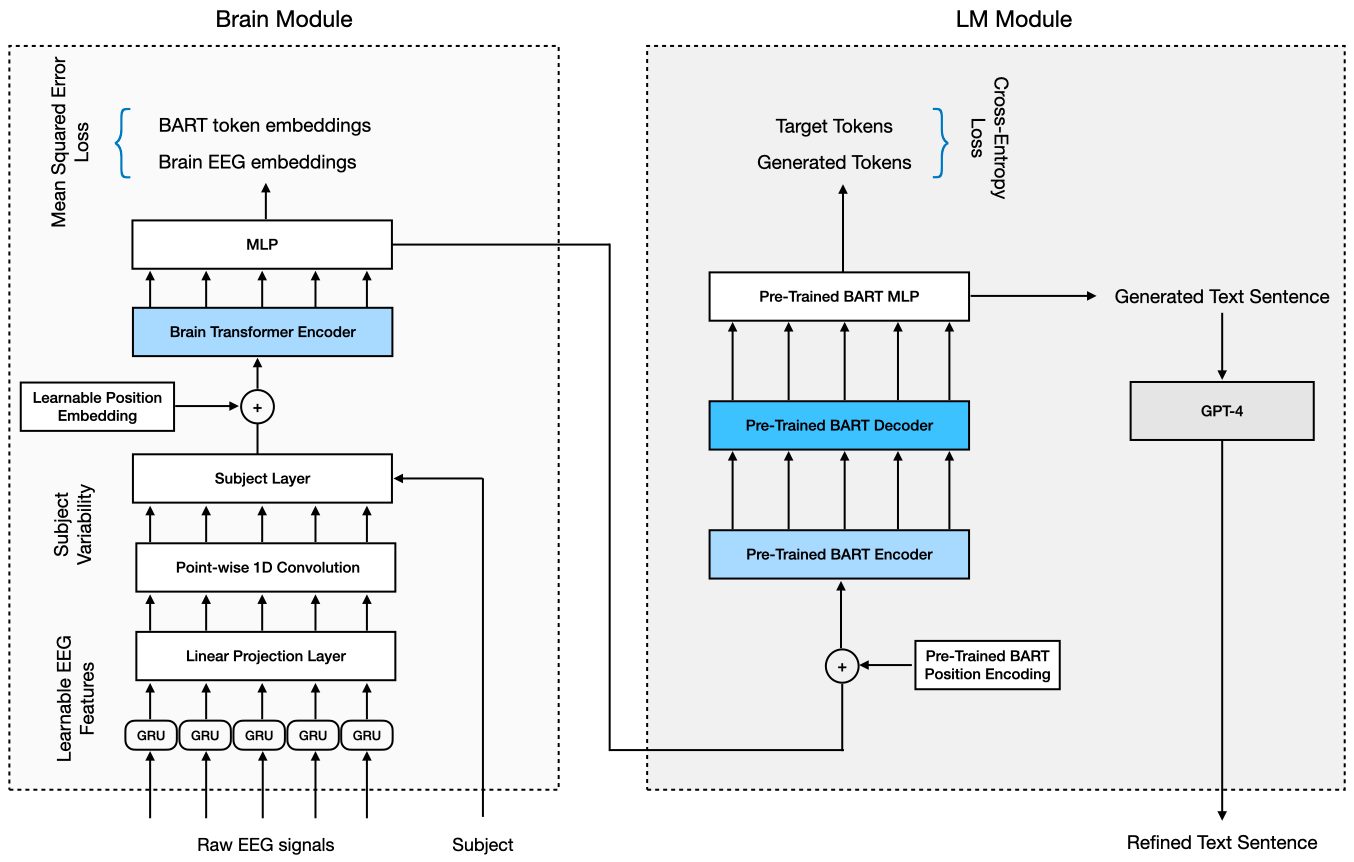 Brain Module
LM Module
Mean Squared Error
Loss
BART token embeddings
Brain EEG embeddings
MLP
Brain Transformer Encoder
Learnable Position
Embedding
+
Subject Layer
Subject
Variability
Point-wise 1D Convolution
Linear Projection Layer
Learnable EEG
Features
GRU
GRU
GRU
GRU
GRU
Raw EEG signals
Subject
Target Tokens
Generated Tokens
Cross-Entropy
Loss
Pre-Trained BART MLP
Generated Text Sentence
Pre-Trained BART Decoder
GPT-4
Pre-Trained BART Encoder
+
Pre-Trained BART
Position Encoding
Refined Text Sentence